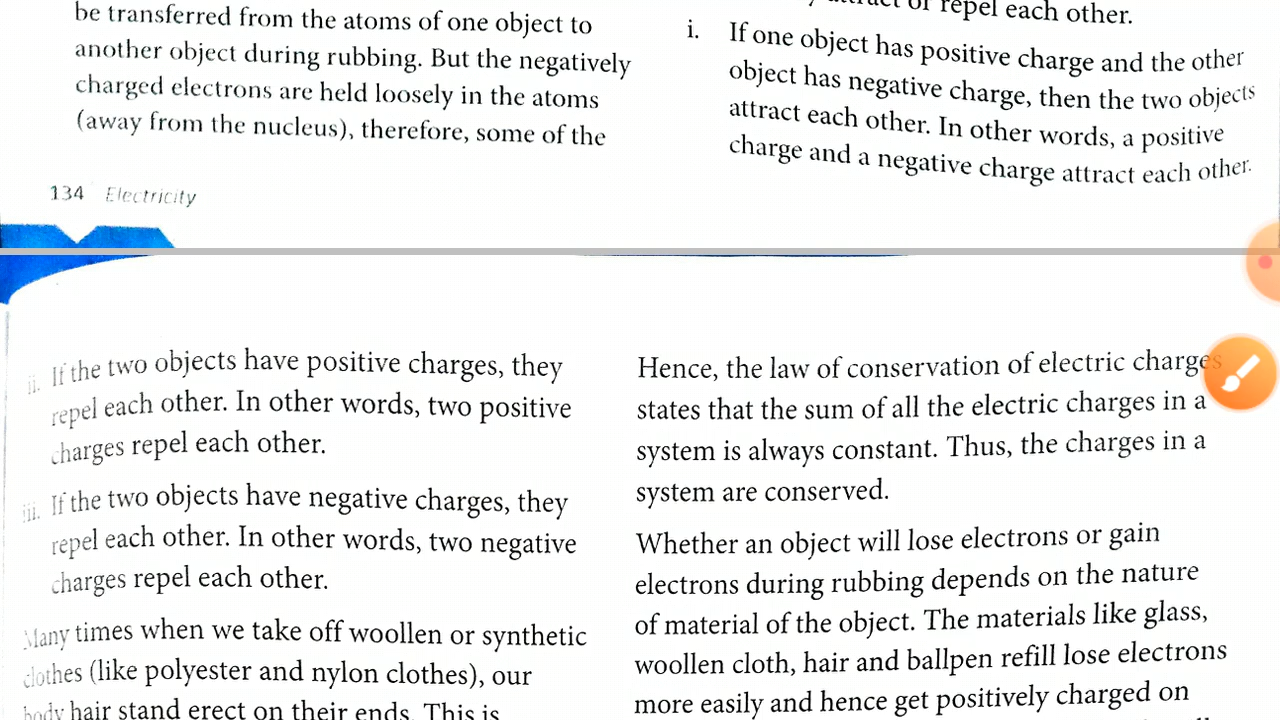 be transferred from the atoms of one object to
another object during rubbing. But the negatively
charged electrons are held loosely in the atoms
(away from the nucleus), therefore, some of the
134 Electricity
attract or repel each other.
i. If one object has positive charge and the other
object has negative charge, then the two objects
attract each other. In other words, a positive
charge and a negative charge attract each other.
ii. If the two objects have positive charges, they
repel each other. In other words, two positive
charges repel each other.
iii. If the two objects have negative charges, they
repel each other. In other words, two negative
charges repel each other.
Many times when we take off woollen or synthetic
clothes (like polyester and nylon clothes), our
body hair stand erect on their ends. This is
Hence, the law of conservation of electric charges
states that the sum of all the electric charges in a
system is always constant. Thus, the charges in a
system are conserved.
Whether an object will lose electrons or gain
electrons during rubbing depends on the nature
of material of the object. The materials like glass,
woollen cloth, hair and ballpen refill lose electrons
more easily and hence get positively charged on